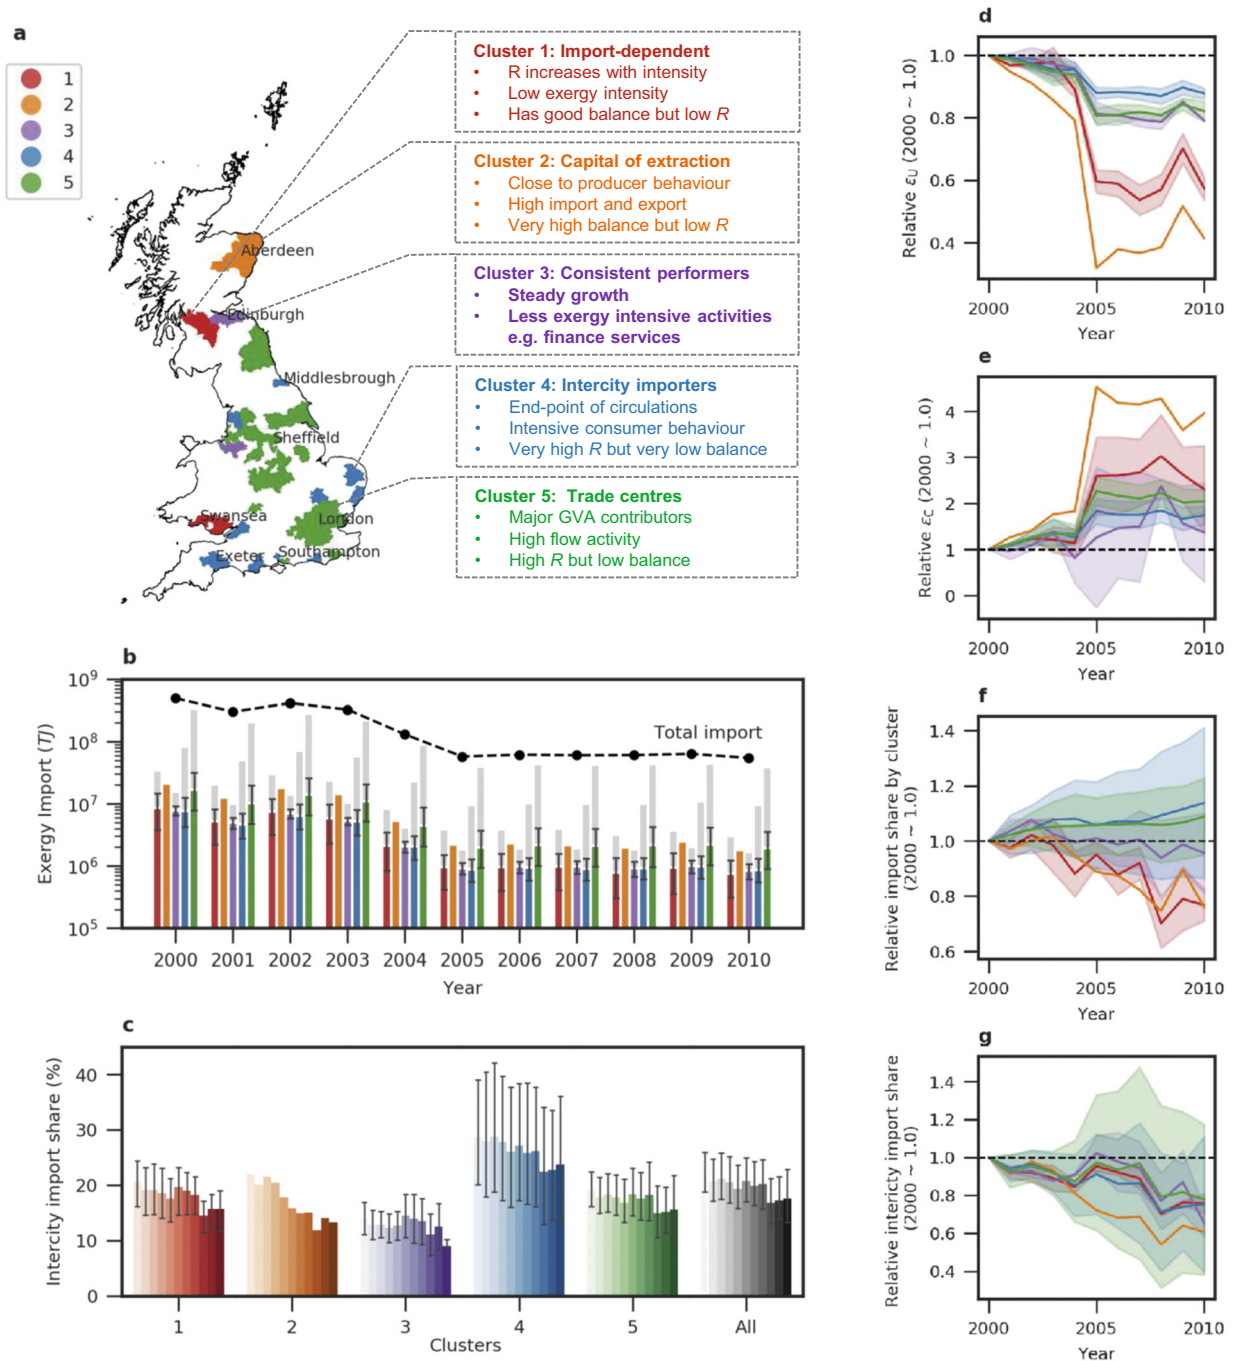 a
1
2
3
4
5
Aberdeen
Edinburgh
Middlesbrough
Sheffield
Swansea
London
Exeter
Southampton
Cluster 1: Import-dependent
• R increases with intensity
• Low exergy intensity
• Has good balance but low R
Cluster 2: Capital of extraction
• Close to producer behaviour
• High import and export
• Very high balance but low R
Cluster 3: Consistent performers
• Steady growth
• Less exergy intensive activities
e.g. finance services
Cluster 4: Intercity importers
• End-point of circulations
• Intensive consumer behaviour
• Very high R but very low balance
Cluster 5: Trade centres
• Major GVA contributors
• High flow activity
• High R but low balance
b
Exergy Import (TJ)
10⁹
10⁸
10⁷
10⁶
10⁵
Total import
2000 2001 2002 2003 2004 2005 2006 2007 2008 2009 2010
Year
c
Intercity import share (%)
40
30
20
10
0
1 2 3 4 5 All
Clusters
d
Relative εU (2000 ~ 1.0)
1.0
0.8
0.6
0.4
2000 2005 2010
Year
e
Relative εC (2000 ~ 1.0)
4
3
2
1
0
2000 2005 2010
Year
f
Relative import share by cluster
(2000 ~ 1.0)
1.4
1.2
1.0
0.8
0.6
2000 2005 2010
Year
g
Relative intericty import share
(2000 ~ 1.0)
1.4
1.2
1.0
0.8
0.6
0.4
2000 2005 2010
Year